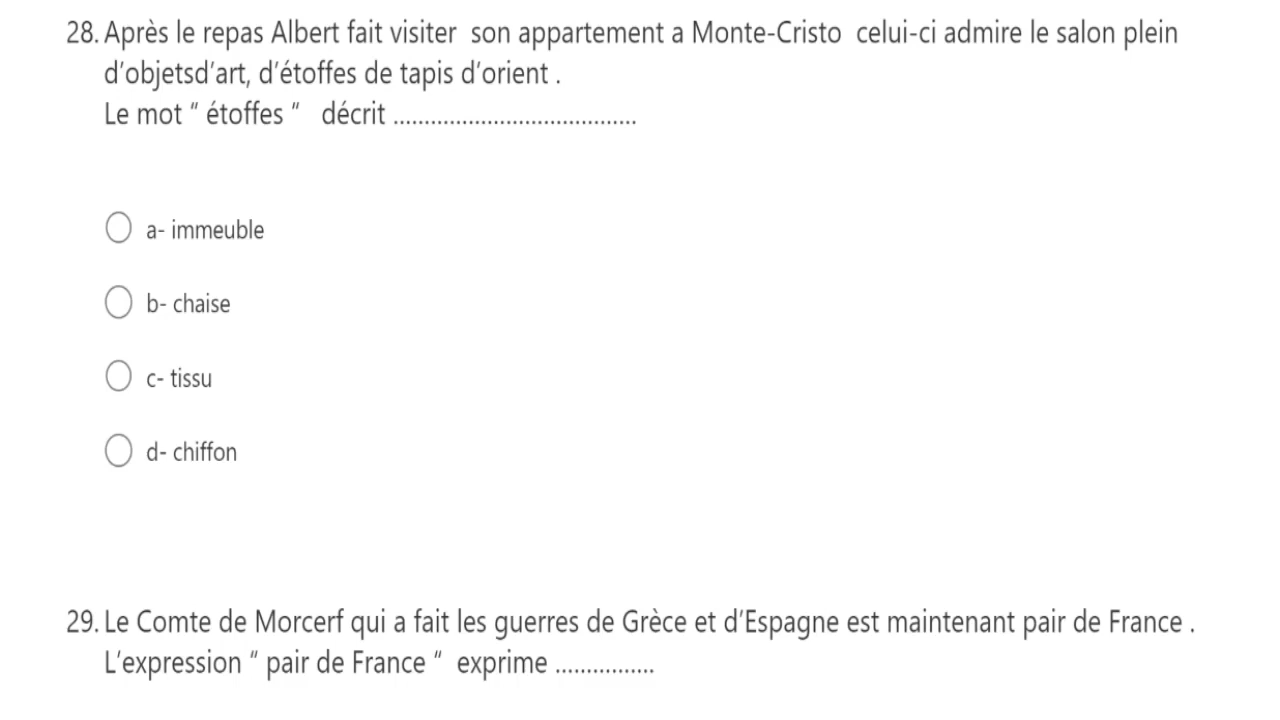 28. Après le repas Albert fait visiter son appartement a Monte-Cristo celui-ci admire le salon plein
d’objetsd’art, d’étoffes de tapis d’orient .
Le mot “ étoffes “ décrit .......................................
a- immeuble
b- chaise
c- tissu
d- chiffon
29. Le Comte de Morcerf qui a fait les guerres de Grèce et d’Espagne est maintenant pair de France .
L’expression “ pair de France “ exprime ................